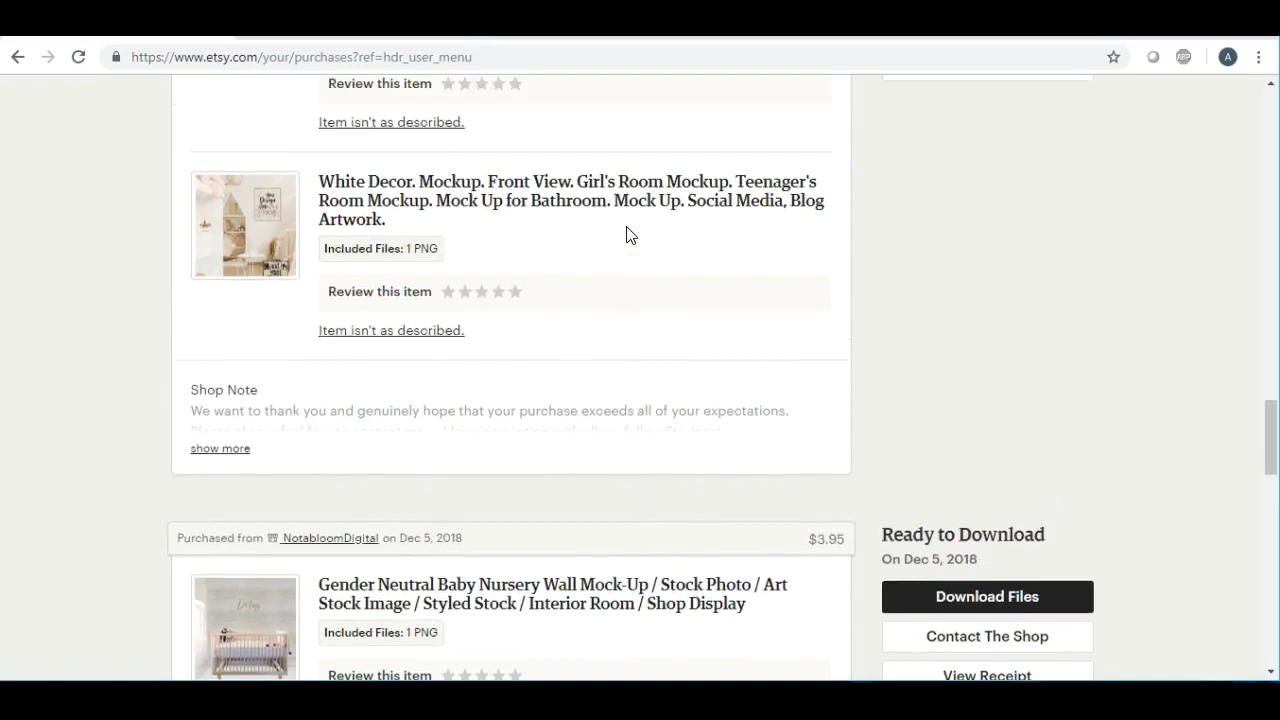 https://www.etsy.com/your/purchases?ref=hdr_user_menu
ABP
A
Review this item
Item isn't as described.
White Decor. Mockup. Front View. Girl's Room Mockup. Teenager's
Room Mockup. Mock Up for Bathroom. Mock Up. Social Media, Blog
Artwork.
Included Files: 1 PNG
Review this item
Item isn't as described.
Shop Note
We want to thank you and genuinely hope that your purchase exceeds all of your expectations.
show more
Purchased from NotabloomDigital on Dec 5, 2018
$3.95
Ready to Download
On Dec 5, 2018
Download Files
Contact The Shop
View Receipt
Gender Neutral Baby Nursery Wall Mock-Up / Stock Photo / Art
Stock Image / Styled Stock / Interior Room / Shop Display
Included Files: 1 PNG
Review this item